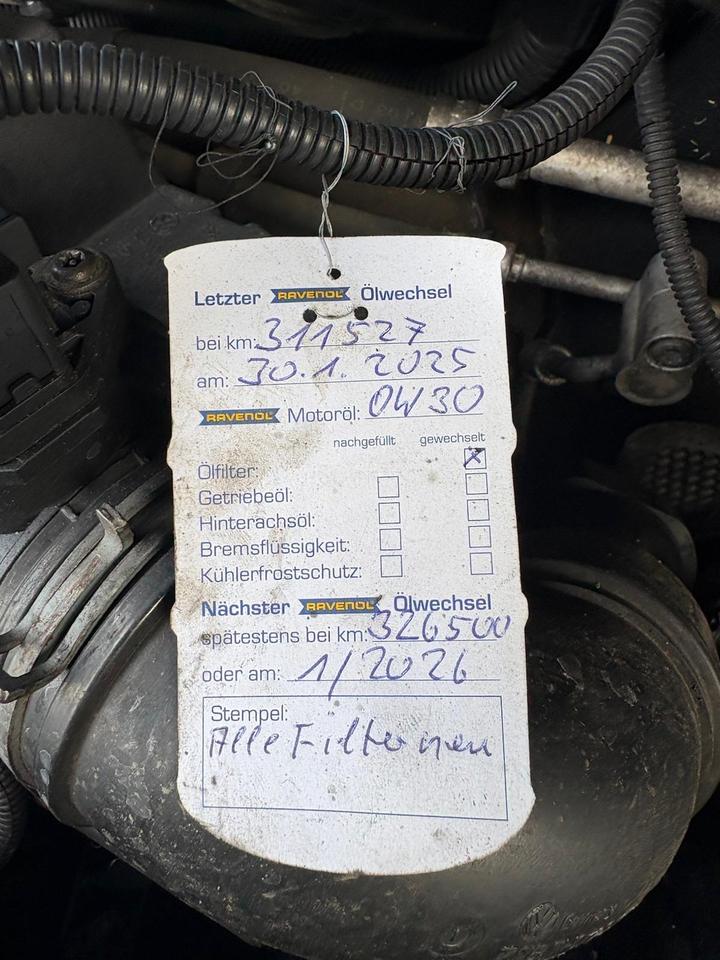 Letzter RAVENOL Ölwechsel
bei km: 311527
am: 30.1.2025
RAVENOL Motoröl: 0W30
nachgefüllt gewechselt
Ölfilter: X
Getriebeöl:
Hinterachsöl:
Bremsflüssigkeit:
Kühlerfrostschutz:
Nächster RAVENOL Ölwechsel
spätestens bei km: 326500
oder am: 1/2026
Stempel:
Alle Filter neu